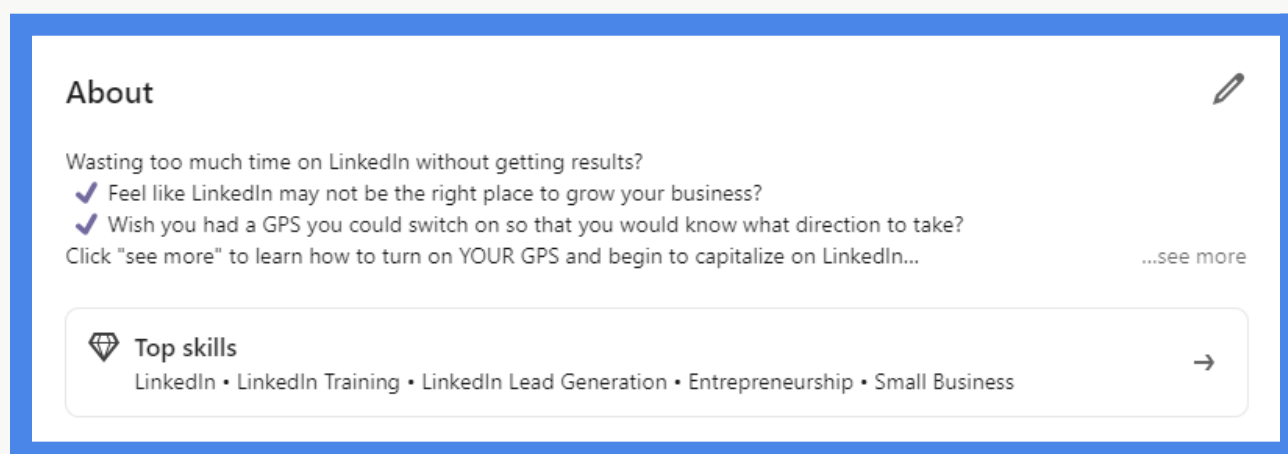 About
Wasting too much time on LinkedIn without getting results?
✔ Feel like LinkedIn may not be the right place to grow your business?
✔ Wish you had a GPS you could switch on so that you would know what direction to take?
Click "see more" to learn how to turn on YOUR GPS and begin to capitalize on LinkedIn... ...see more
Top skills
LinkedIn • LinkedIn Training • LinkedIn Lead Generation • Entrepreneurship • Small Business